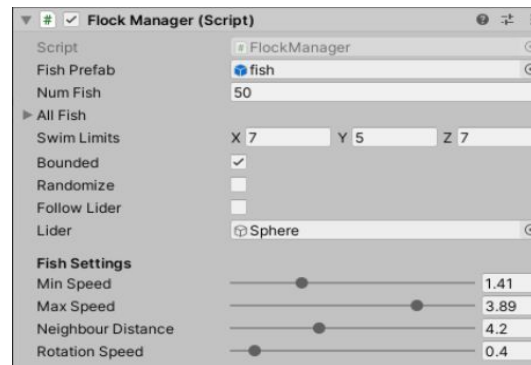 Flock Manager (Script)
Script FlockManager
Fish Prefab fish
Num Fish 50
All Fish
Swim Limits X 7 Y 5 Z 7
Bounded
Randomize
Follow Lider
Lider Sphere
Fish Settings
Min Speed 1.41
Max Speed 3.89
Neighbour Distance 4.2
Rotation Speed 0.4